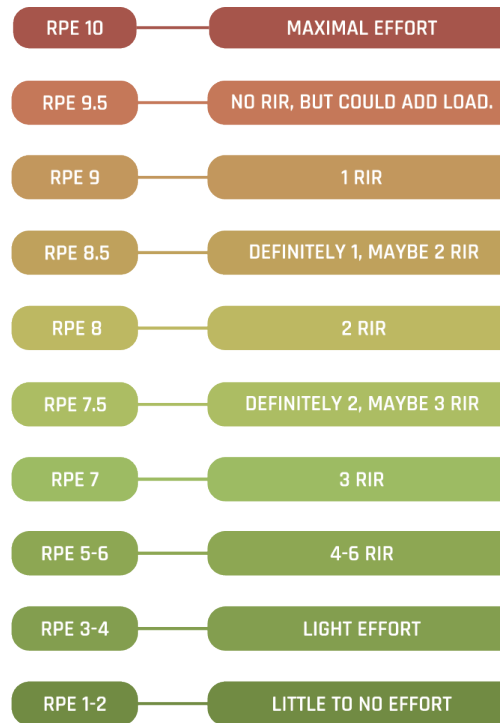 RPE 10 MAXIMAL EFFORT
RPE 9.5 NO RIR, BUT COULD ADD LOAD.
RPE 9 1 RIR
RPE 8.5 DEFINITELY 1, MAYBE 2 RIR
RPE 8 2 RIR
RPE 7.5 DEFINITELY 2, MAYBE 3 RIR
RPE 7 3 RIR
RPE 5-6 4-6 RIR
RPE 3-4 LIGHT EFFORT
RPE 1-2 LITTLE TO NO EFFORT